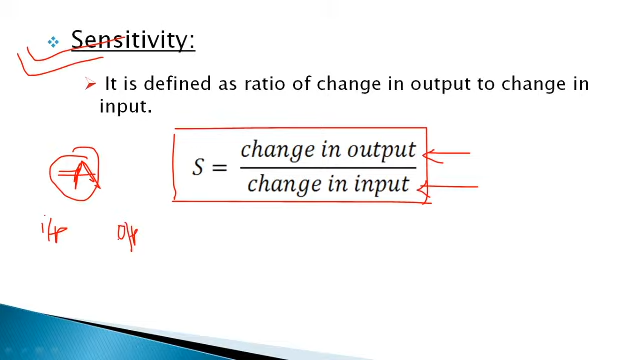 Sensitivity:
It is defined as ratio of change in output to change in
input.
S = change in output / change in input
A
i/p o/p